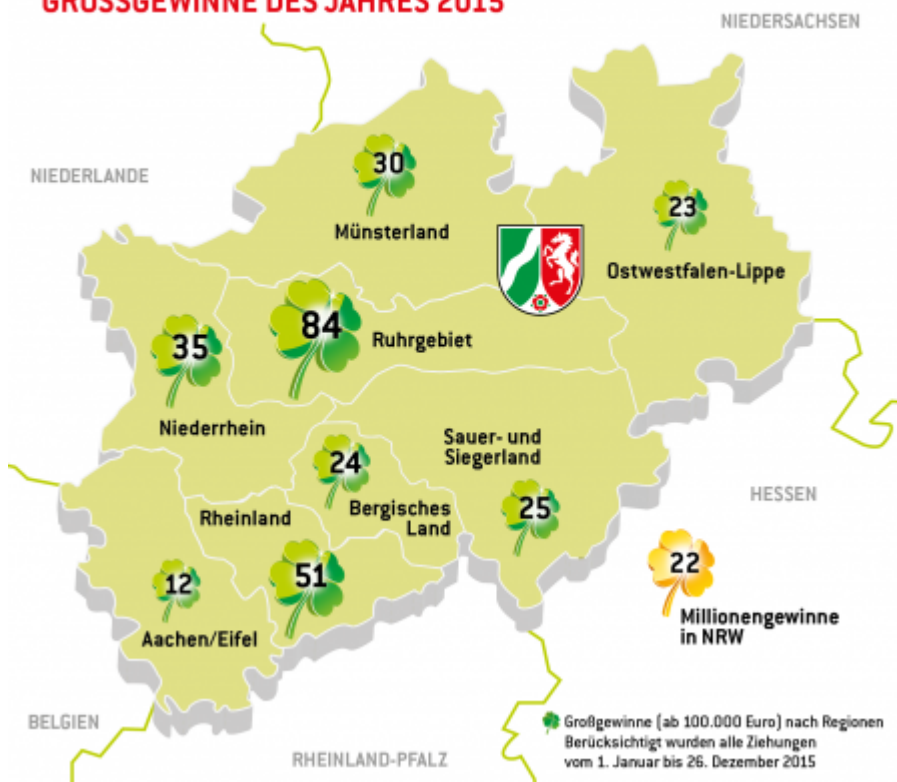 GROSSGEWINNE DES JAHRES 2015
NIEDERSACHSEN
NIEDERLANDE
30
Münsterland
23
Ostwestfalen-Lippe
84
Ruhrgebiet
35
Niederrhein
Sauer- und
Siegerland
25
24
Bergisches
Land
Rheinland
51
HESSEN
12
Aachen/Eifel
22
Millionengewinne
in NRW
BELGIEN
RHEINLAND-PFALZ
Großgewinne (ab 100.000 Euro) nach Regionen
Berücksichtigt wurden alle Ziehungen
vom 1. Januar bis 26. Dezember 2015